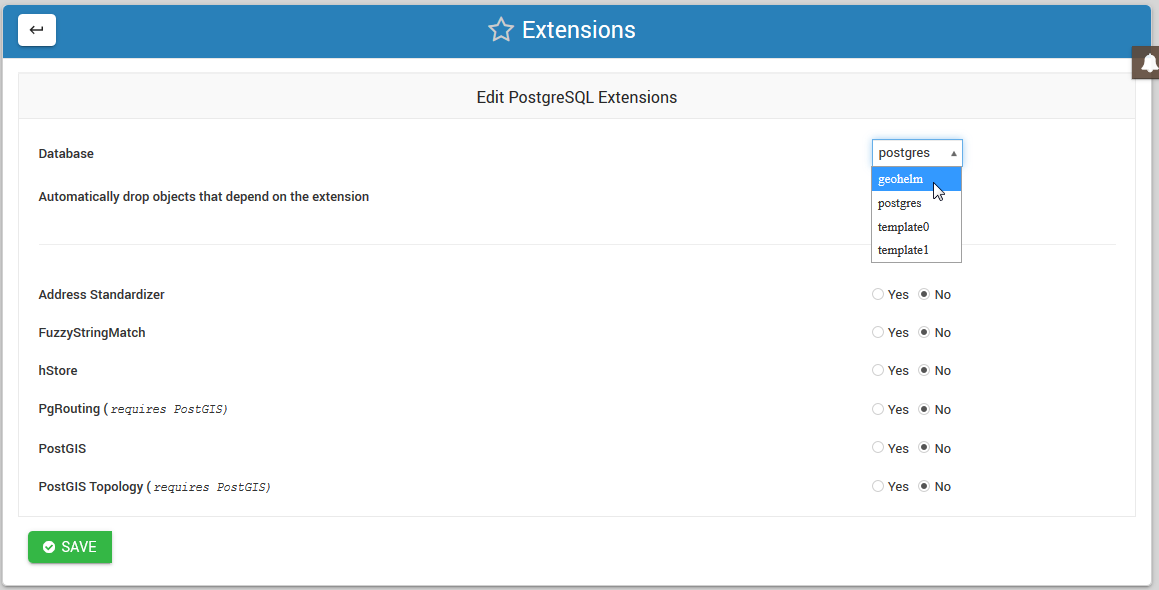 Extensions
Edit PostgreSQL Extensions
Database
postgres
geohelm
postgres
template0
template1
Automatically drop objects that depend on the extension
Address Standardizer Yes No
FuzzyStringMatch Yes No
hStore Yes No
PgRouting ( requires PostGIS) Yes No
PostGIS Yes No
PostGIS Topology ( requires PostGIS) Yes No
SAVE